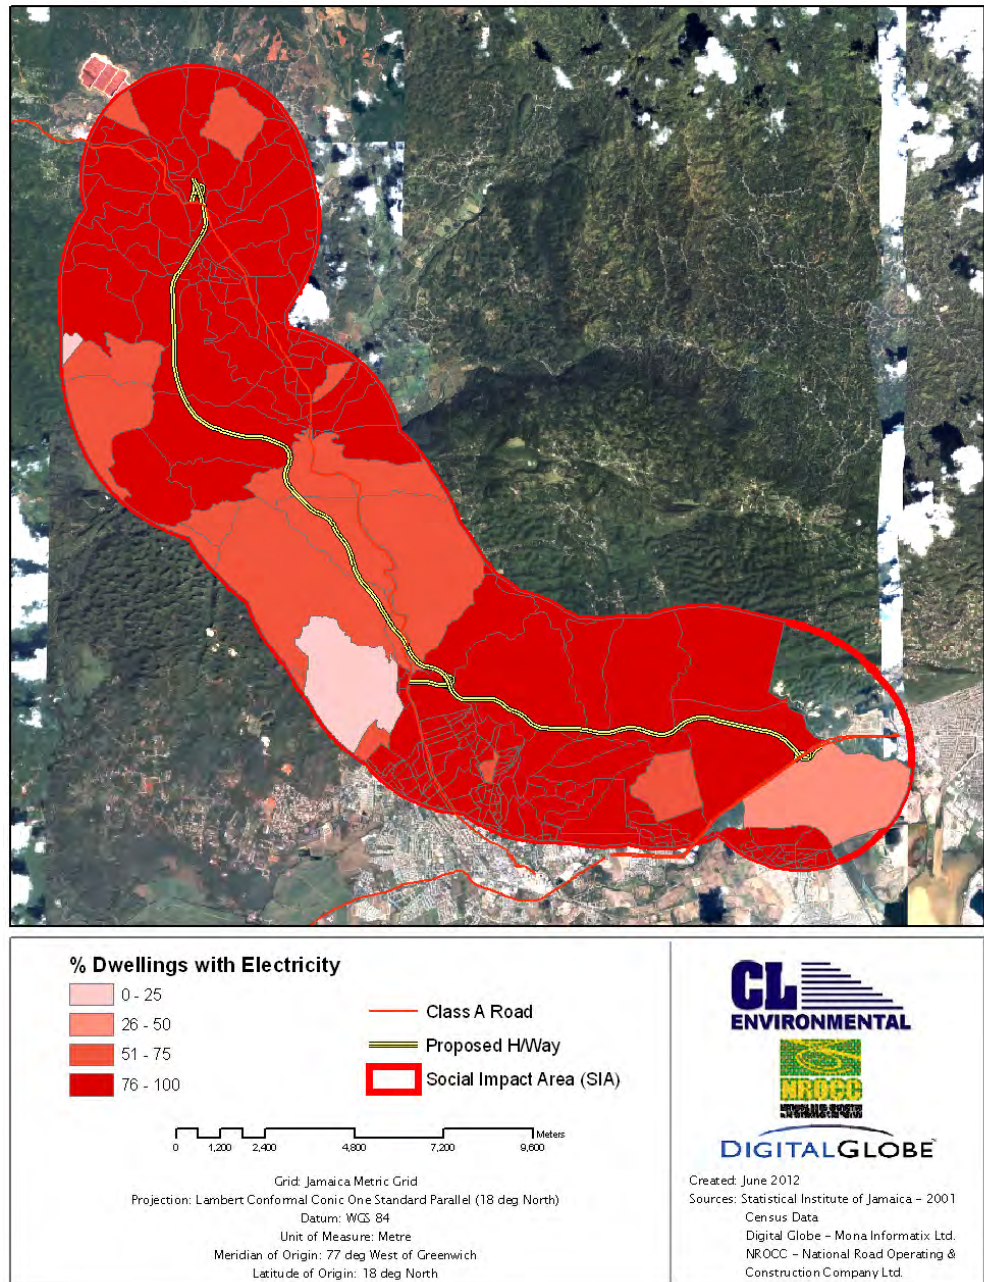 % Dwellings with Electricity
0 - 25
26 - 50
51 - 75
76 - 100
Class A Road
Proposed H/Way
Social Impact Area (SIA)
0 1,200 2,400 4,800 7,200 9,600 Meters
Grid: Jamaica Metric Grid
Projection: Lambert Conformal Conic One Standard Parallel (18 deg North)
Datum: WGS 84
Unit of Measure: Metre
Meridian of Origin: 77 deg West of Greenwich
Latitude of Origin: 18 deg North
CL
ENVIRONMENTAL
NROCC
DIGITALGLOBE
Created: June 2012
Sources: Statistical Institute of Jamaica - 2001
Census Data
Digital Globe - Mona Informatix Ltd.
NROCC - National Road Operating &
Construction Company Ltd.